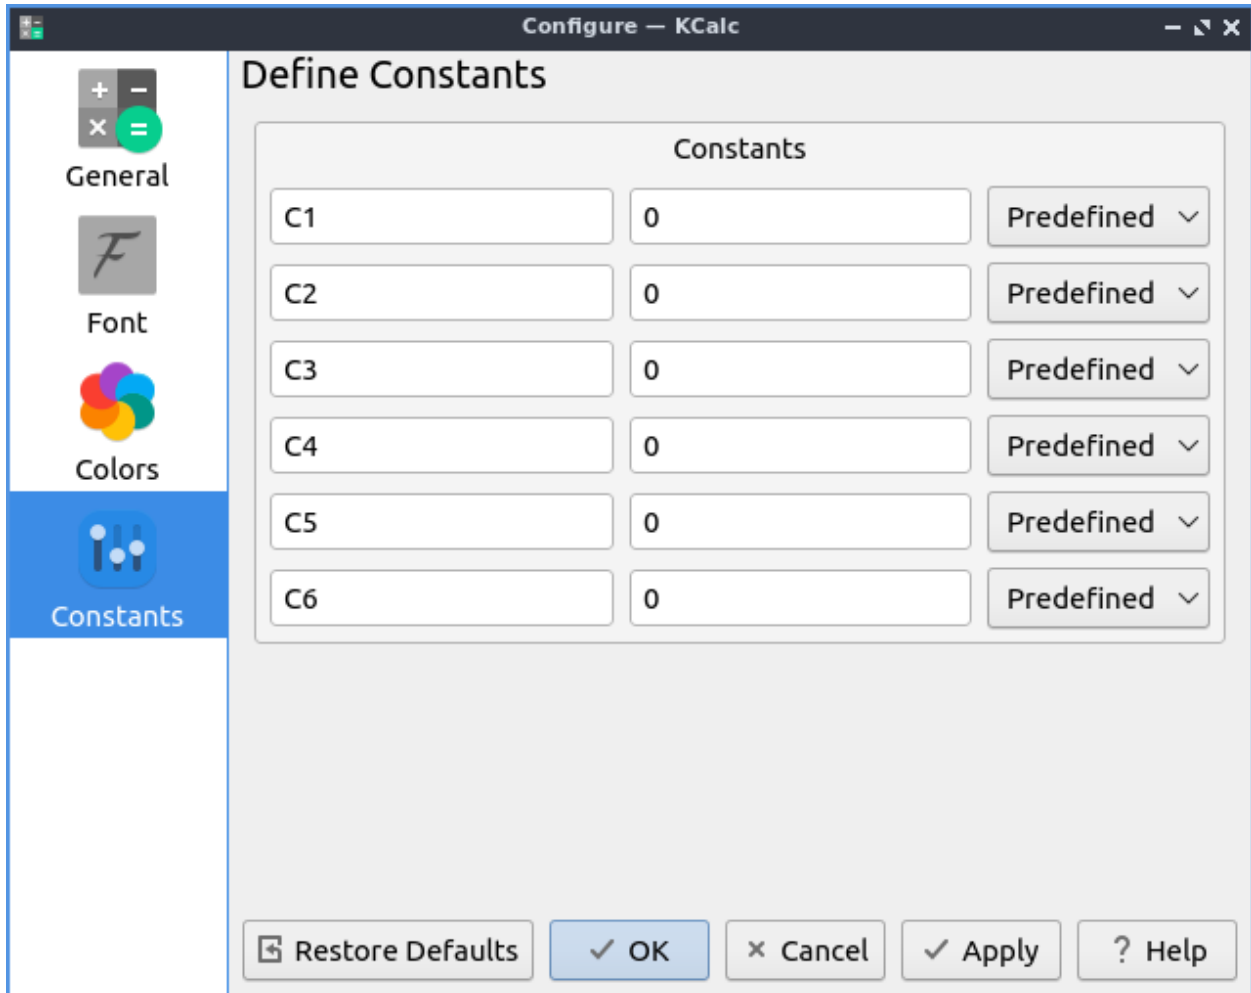 Configure — KCalc
General
Font
Colors
Constants
Define Constants
Constants
C1 0 Predefined
C2 0 Predefined
C3 0 Predefined
C4 0 Predefined
C5 0 Predefined
C6 0 Predefined
Restore Defaults OK Cancel Apply ? Help